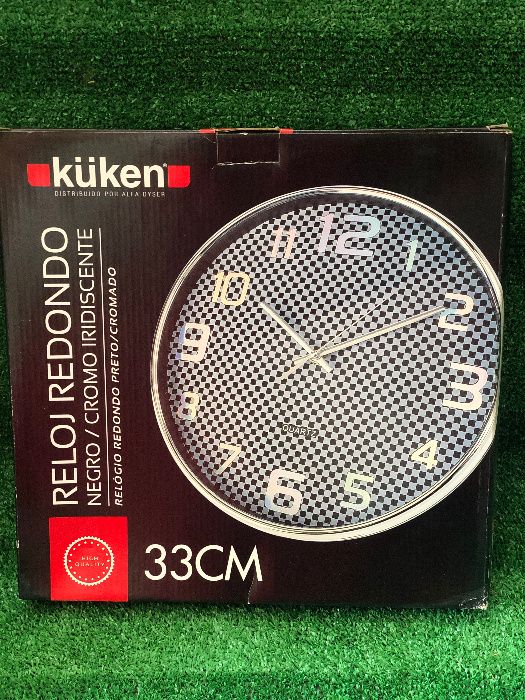 küken®
DISTRIBUIDO POR ALFA DYSER
RELOJ REDONDO
NEGRO / CROMO IRIDISCENTE
RELÓGIO REDONDO PRETO/CROMADO
12
1
2
3
4
5
6
7
8
9
10
11
QUARTZ
HIGH
QUALITY
33CM